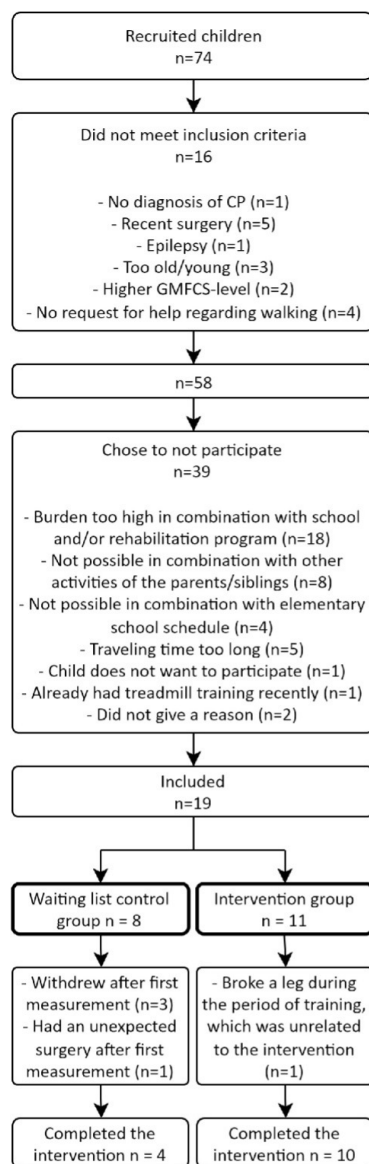 Recruited children
n=74
Did not meet inclusion criteria
n=16
- No diagnosis of CP (n=1)
- Recent surgery (n=5)
- Epilepsy (n=1)
- Too old/young (n=3)
- Higher GMFCS-level (n=2)
- No request for help regarding walking (n=4)
n=58
Chose to not participate
n=39
- Burden too high in combination with school
and/or rehabilitation program (n=18)
- Not possible in combination with other
activities of the parents/siblings (n=8)
- Not possible in combination with elementary
school schedule (n=4)
- Traveling time too long (n=5)
- Child does not want to participate (n=1)
- Already had treadmill training recently (n=1)
- Did not give a reason (n=2)
Included
n=19
Waiting list control
group n = 8
Intervention group
n = 11
- Withdrew after first
measurement (n=3)
- Had an unexpected
surgery after first
measurement (n=1)
- Broke a leg during
the period of training,
which was unrelated
to the intervention
(n=1)
Completed the
intervention n = 4
Completed the
intervention n = 10